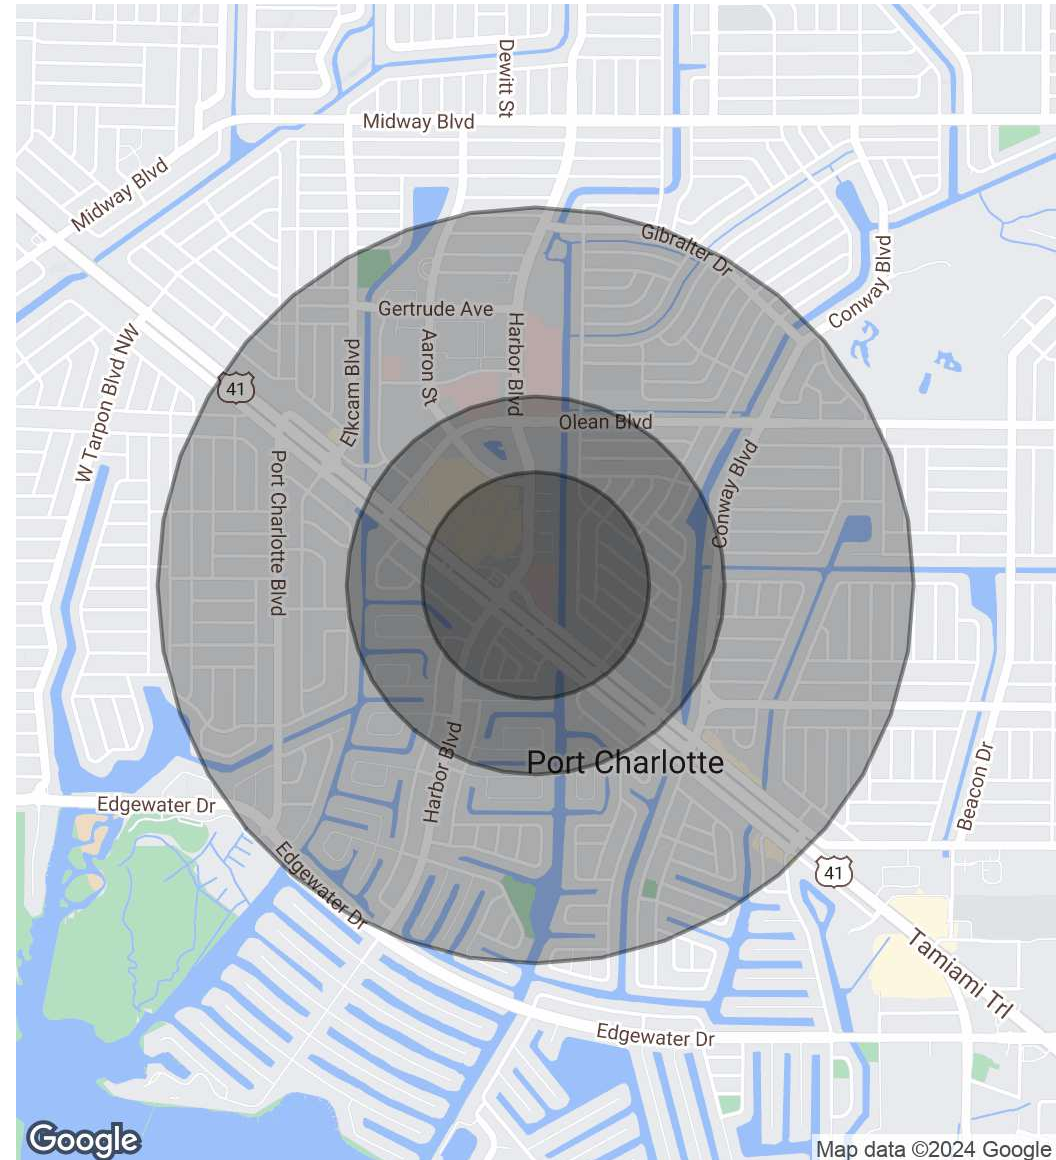 Dewitt St
Midway Blvd
Midway Blvd
Gibralter Dr
Conway Blvd
Gertrude Ave
Harbor Blvd
Aaron St
Elkcam Blvd
W Tarpon Blvd NW
41
Olean Blvd
Port Charlotte Blvd
Conway Blvd
Harbor Blvd
Port Charlotte
Beacon Dr
Edgewater Dr
Edgewater Dr
41
Tamiami Trl
Edgewater Dr
Google
Map data ©2024 Google